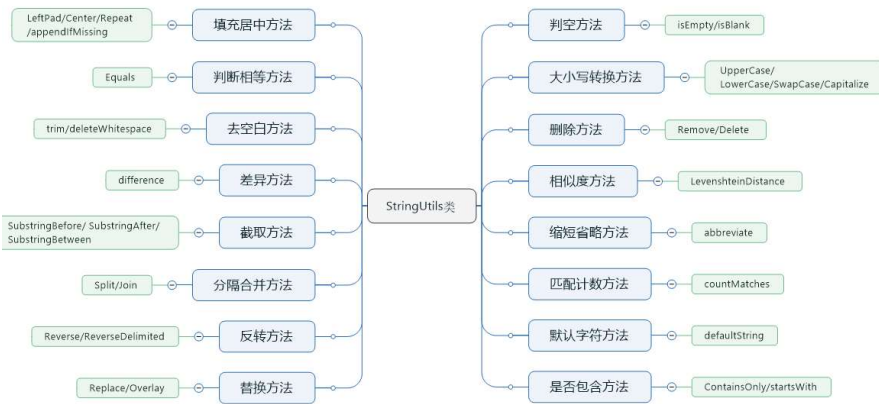 LeftPad/Center/Repeat
/appendIfMissing
填充居中方法
Equals
判断相等方法
trim/deleteWhitespace
去空白方法
difference
差异方法
SubstringBefore/ SubstringAfter/
SubstringBetween
截取方法
Split/Join
分隔合并方法
Reverse/ReverseDelimited
反转方法
Replace/Overlay
替换方法
StringUtils类
判空方法
isEmpty/isBlank
大小写转换方法
UpperCase/
LowerCase/SwapCase/Capitalize
删除方法
Remove/Delete
相似度方法
LevenshteinDistance
缩短省略方法
abbreviate
匹配计数方法
countMatches
默认字符方法
defaultString
是否包含方法
ContainsOnly/startsWith